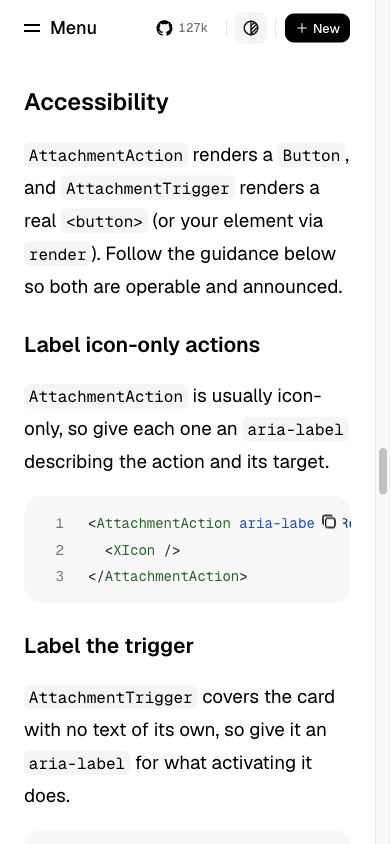 Menu 127k + New
Accessibility
AttachmentAction renders a Button,
and AttachmentTrigger renders a
real <button> (or your element via
render). Follow the guidance below
so both are operable and announced.
Label icon-only actions
AttachmentAction is usually icon-
only, so give each one an aria-label
describing the action and its target.
1 <AttachmentAction aria-labe
2 <XIcon />
3 </AttachmentAction>
Label the trigger
AttachmentTrigger covers the card
with no text of its own, so give it an
aria-label for what activating it
does.